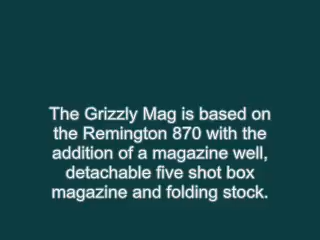 The Grizzly Mag is based on
the Remington 870 with the
addition of a magazine well,
detachable five shot box
magazine and folding stock.